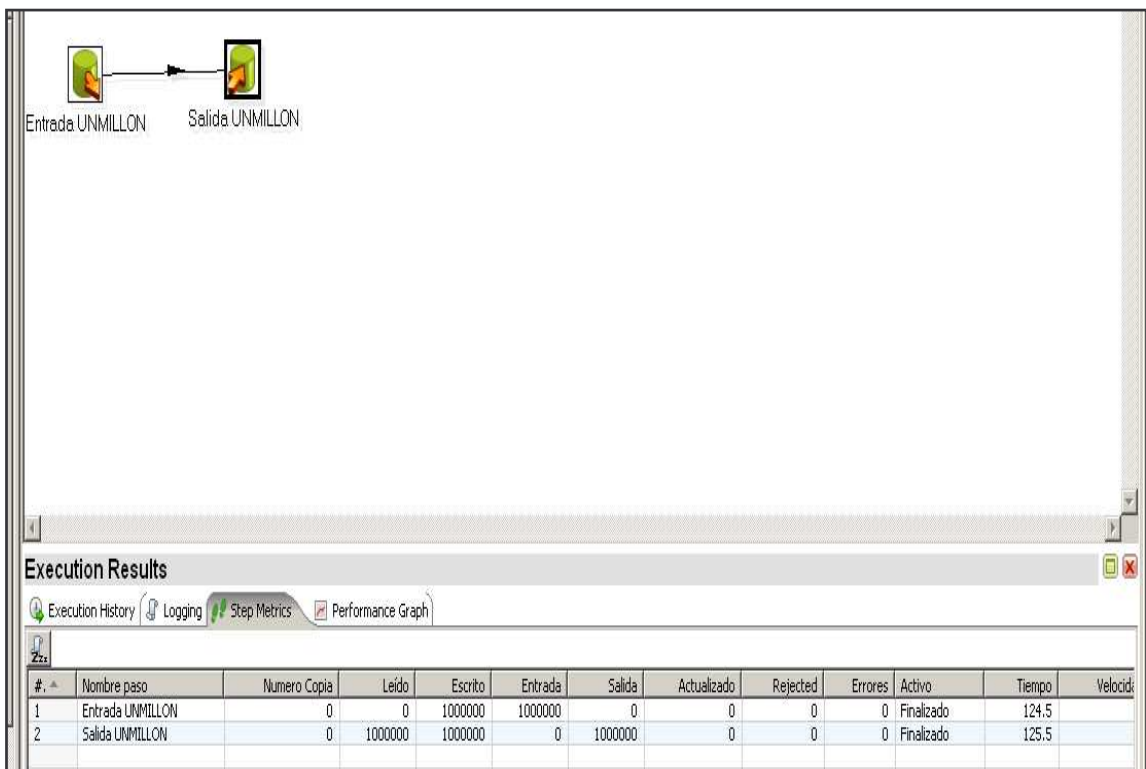 Entrada UNMILLON
Salida UNMILLON
Execution Results
Execution History Logging Step Metrics Performance Graph
#. Nombre paso Numero Copia Leído Escrito Entrada Salida Actualizado Rejected Errores Activo Tiempo Velocida
1 Entrada UNMILLON 0 0 1000000 1000000 0 0 0 0 Finalizado 124.5
2 Salida UNMILLON 0 1000000 1000000 0 1000000 0 0 0 Finalizado 125.5